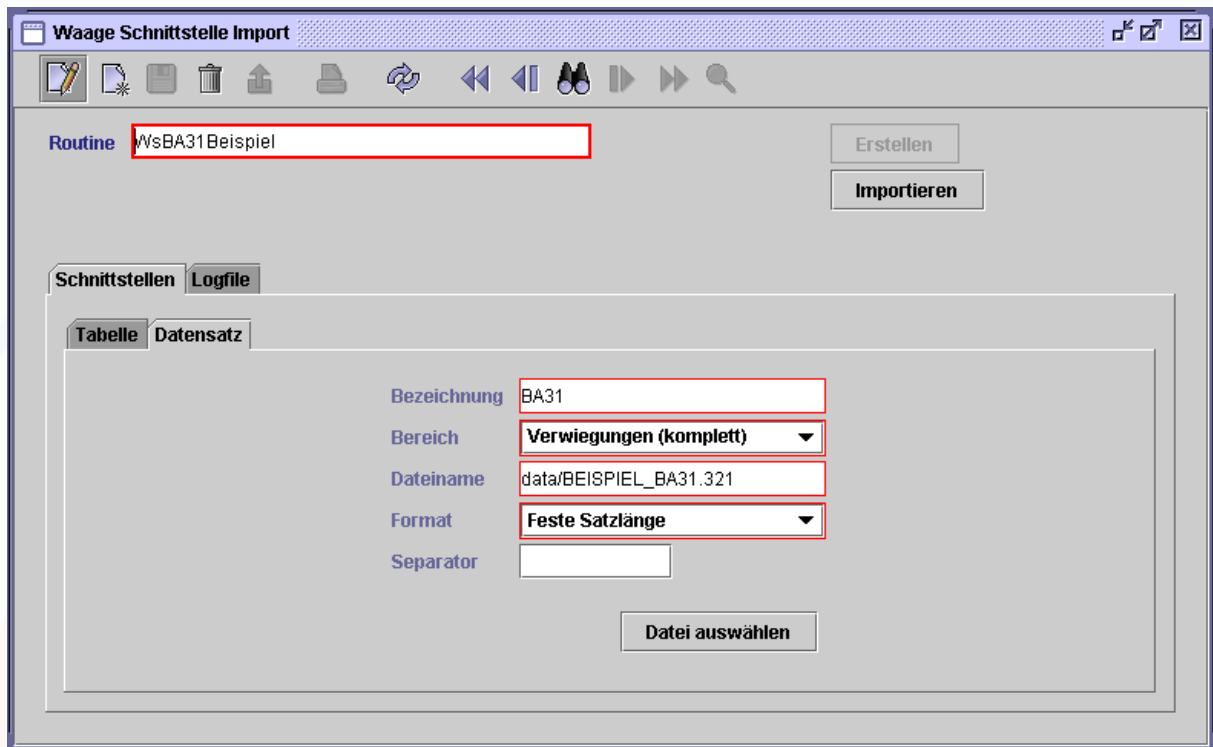 Waage Schnittstelle Import
Routine WsBA31Beispiel
Erstellen
Importieren
Schnittstellen Logfile
Tabelle Datensatz
Bezeichnung BA31
Bereich Verwiegungen (komplett)
Dateiname data/BEISPIEL_BA31.321
Format Feste Satzlänge
Separator
Datei auswählen